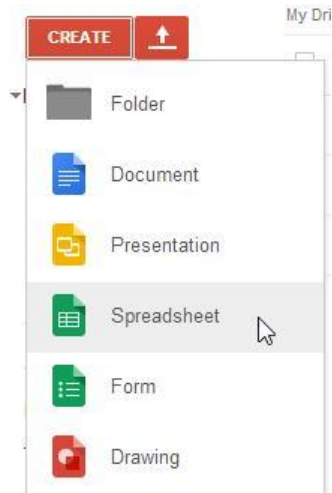 My Dri
CREATE
Folder
Document
Presentation
Spreadsheet
Form
Drawing